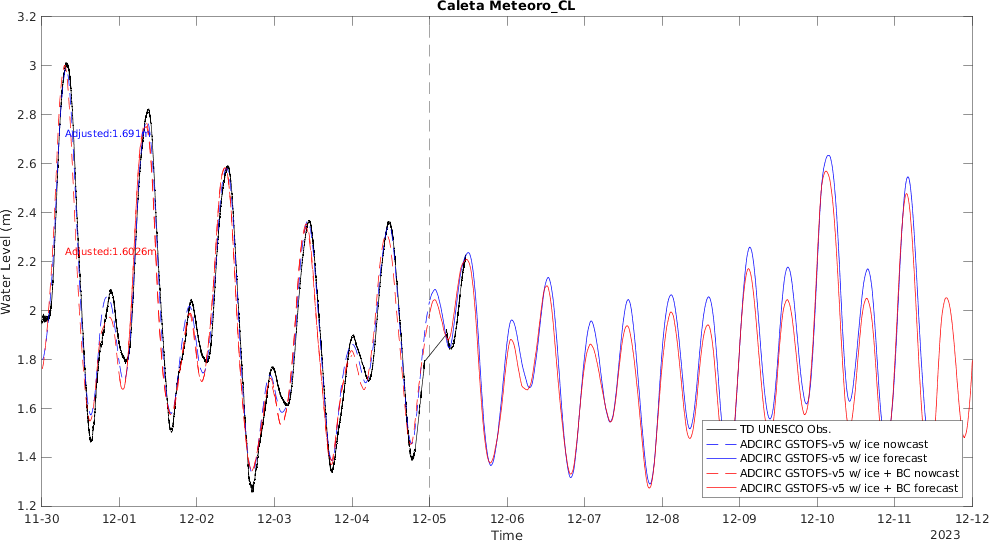 Caleta Meteoro_CL
3.2
3
2.8
2.6
2.4
2.2
2
1.8
1.6
1.4
1.2
Water Level (m)
Adjusted:1.691m
Adjusted:1.6026m
TD UNESCO Obs.
ADCIRC GSTOFS-v5 w/ ice nowcast
ADCIRC GSTOFS-v5 w/ ice forecast
ADCIRC GSTOFS-v5 w/ ice + BC nowcast
ADCIRC GSTOFS-v5 w/ ice + BC forecast
11-30 12-01 12-02 12-03 12-04 12-05 12-06 12-07 12-08 12-09 12-10 12-11 12-12
Time
2023